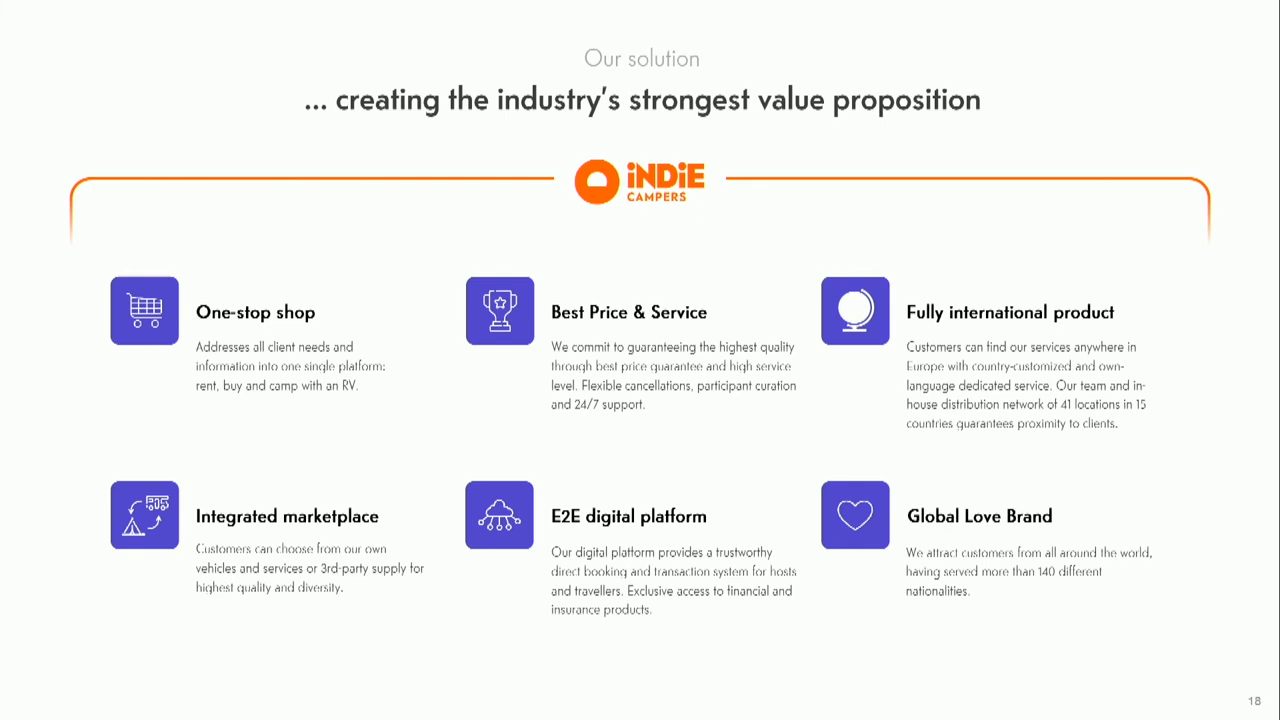 Our solution
... creating the industry's strongest value proposition
iNDiE
CAMPERS
One-stop shop
Addresses all client needs and
information into one single platform:
rent, buy and camp with an RV.
Best Price & Service
We commit to guaranteeing the highest quality
through best price guarantee and high service
level. Flexible cancellations, participant curation
and 24/7 support.
Fully international product
Customers can find our services anywhere in
Europe with country-customized and own-
language dedicated service. Our team and in-
house distribution network of 41 locations in 15
countries guarantees proximity to clients.
Integrated marketplace
Customers can choose from our own
vehicles and services or 3rd-party supply for
highest quality and diversity.
E2E digital platform
Our digital platform provides a trustworthy
direct booking and transaction system for hosts
and travellers. Exclusive access to financial and
insurance products.
Global Love Brand
We attract customers from all around the world,
having served more than 140 different
nationalities.
18